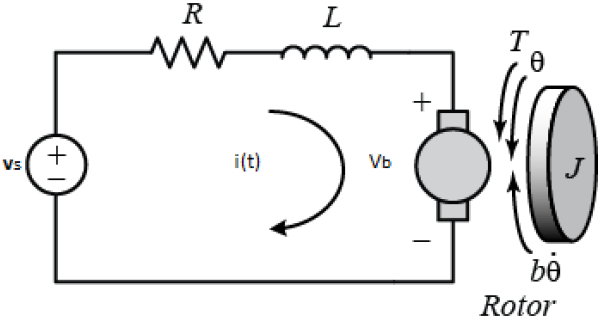 R
L
T
θ
+
+
vs
−
i(t)
Vb
J
−
bθ̇
Rotor